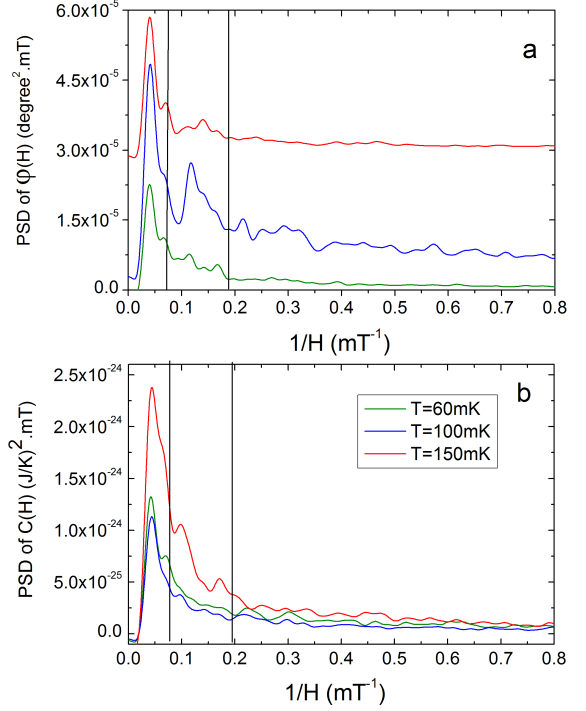 a
PSD of φ(H) (degree².mT)
6.0x10⁻⁵
4.5x10⁻⁵
3.0x10⁻⁵
1.5x10⁻⁵
0.0
0.0 0.1 0.2 0.3 0.4 0.5 0.6 0.7 0.8
1/H (mT⁻¹)
b
PSD of C(H) (J/K)².mT)
2.5x10⁻²⁴
2.0x10⁻²⁴
1.5x10⁻²⁴
1.0x10⁻²⁴
5.0x10⁻²⁵
0.0
T=60mK
T=100mK
T=150mK
0.0 0.1 0.2 0.3 0.4 0.5 0.6 0.7 0.8
1/H (mT⁻¹)